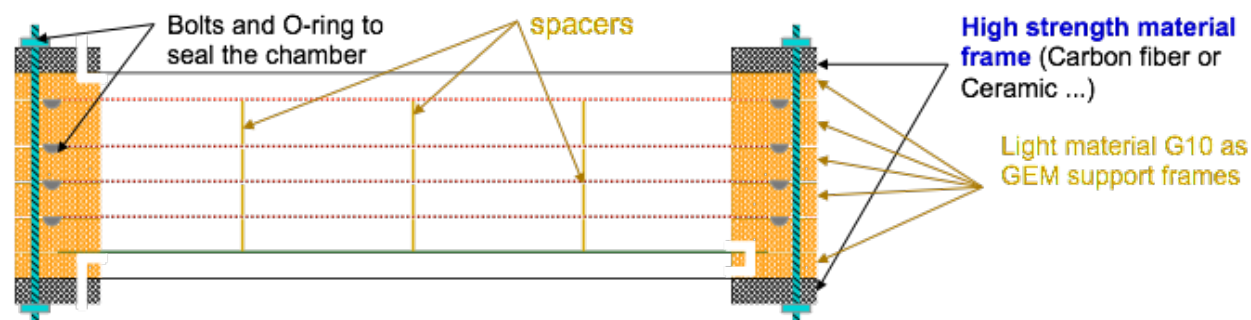 Bolts and O-ring to
seal the chamber
spacers
High strength material
frame (Carbon fiber or
Ceramic ...)
Light material G10 as
GEM support frames